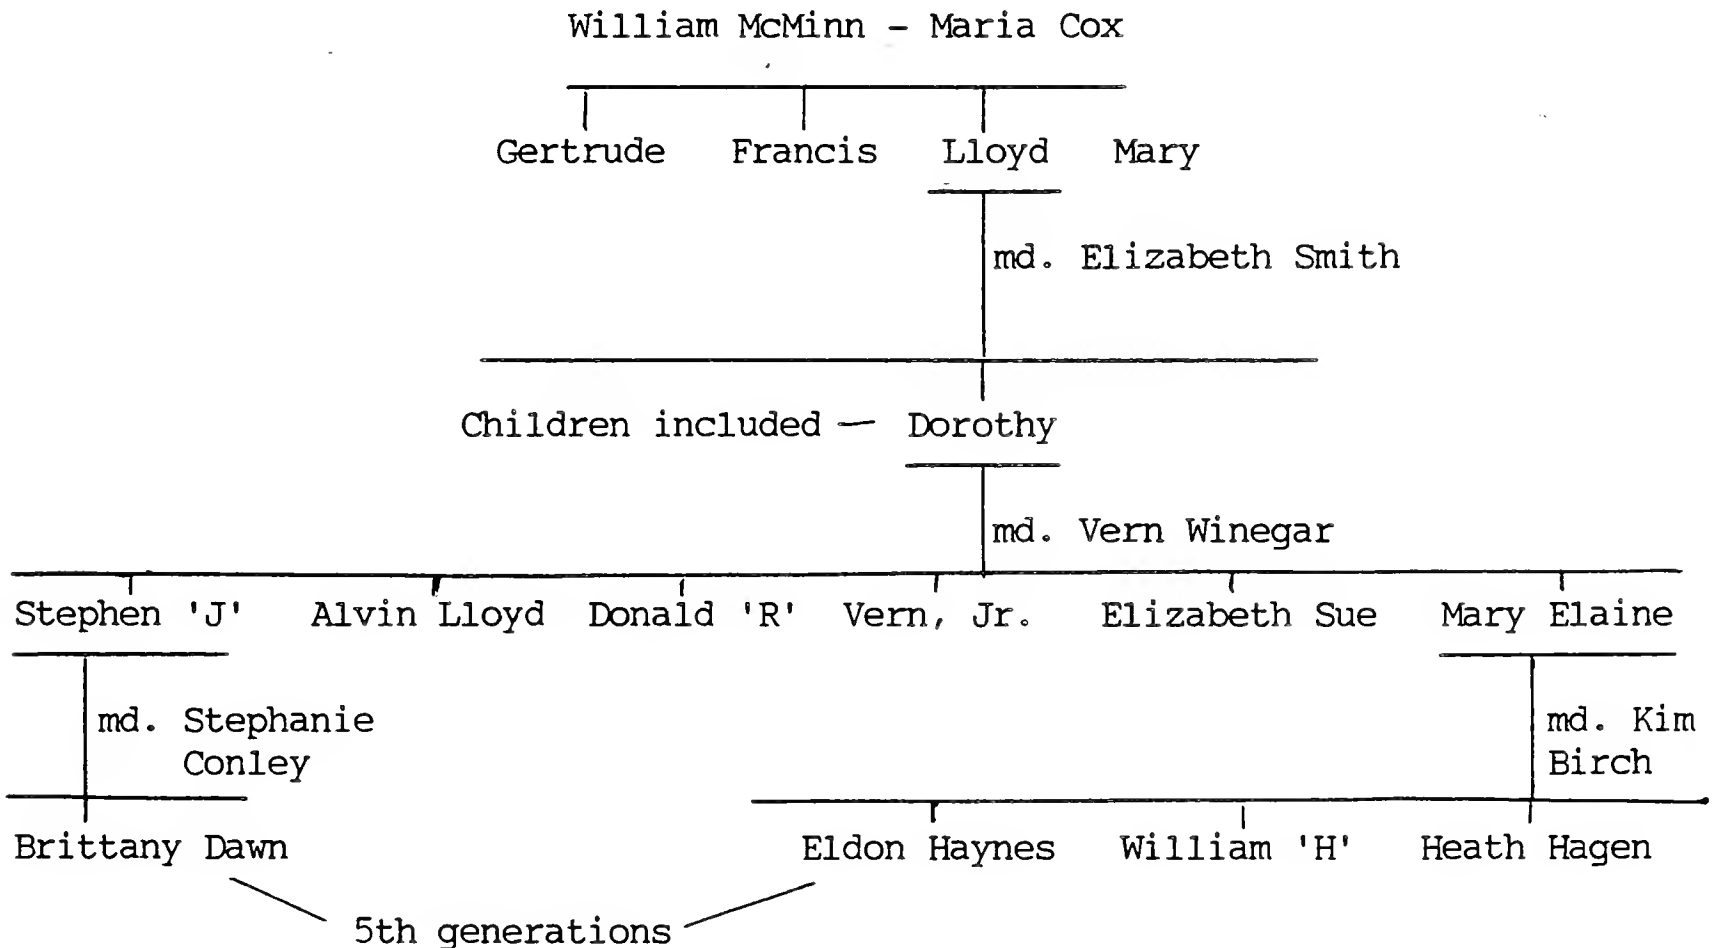 William McMinn - Maria Cox
Gertrude Francis Lloyd Mary
md. Elizabeth Smith
Children included — Dorothy
md. Vern Winegar
Stephen 'J' Alvin Lloyd Donald 'R' Vern, Jr. Elizabeth Sue Mary Elaine
md. Stephanie
Conley
md. Kim
Birch
Brittany Dawn Eldon Haynes William 'H' Heath Hagen
5th generations